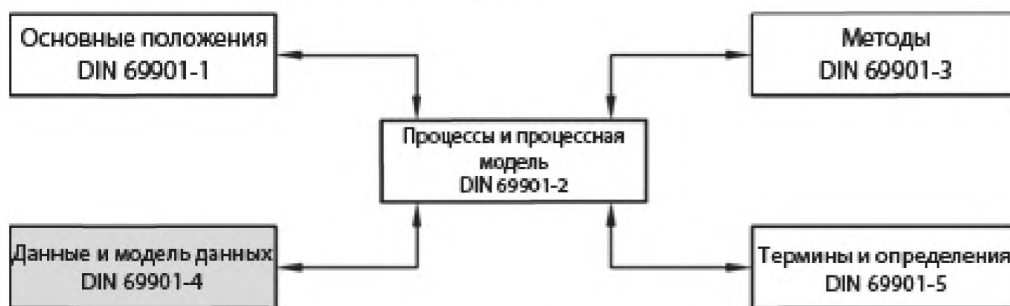 Основные положения
DIN 69901-1
Методы
DIN 69901-3
Процессы и процессная
модель
DIN 69901-2
Данные и модель данных
DIN 69901-4
Термины и определения
DIN 69901-5